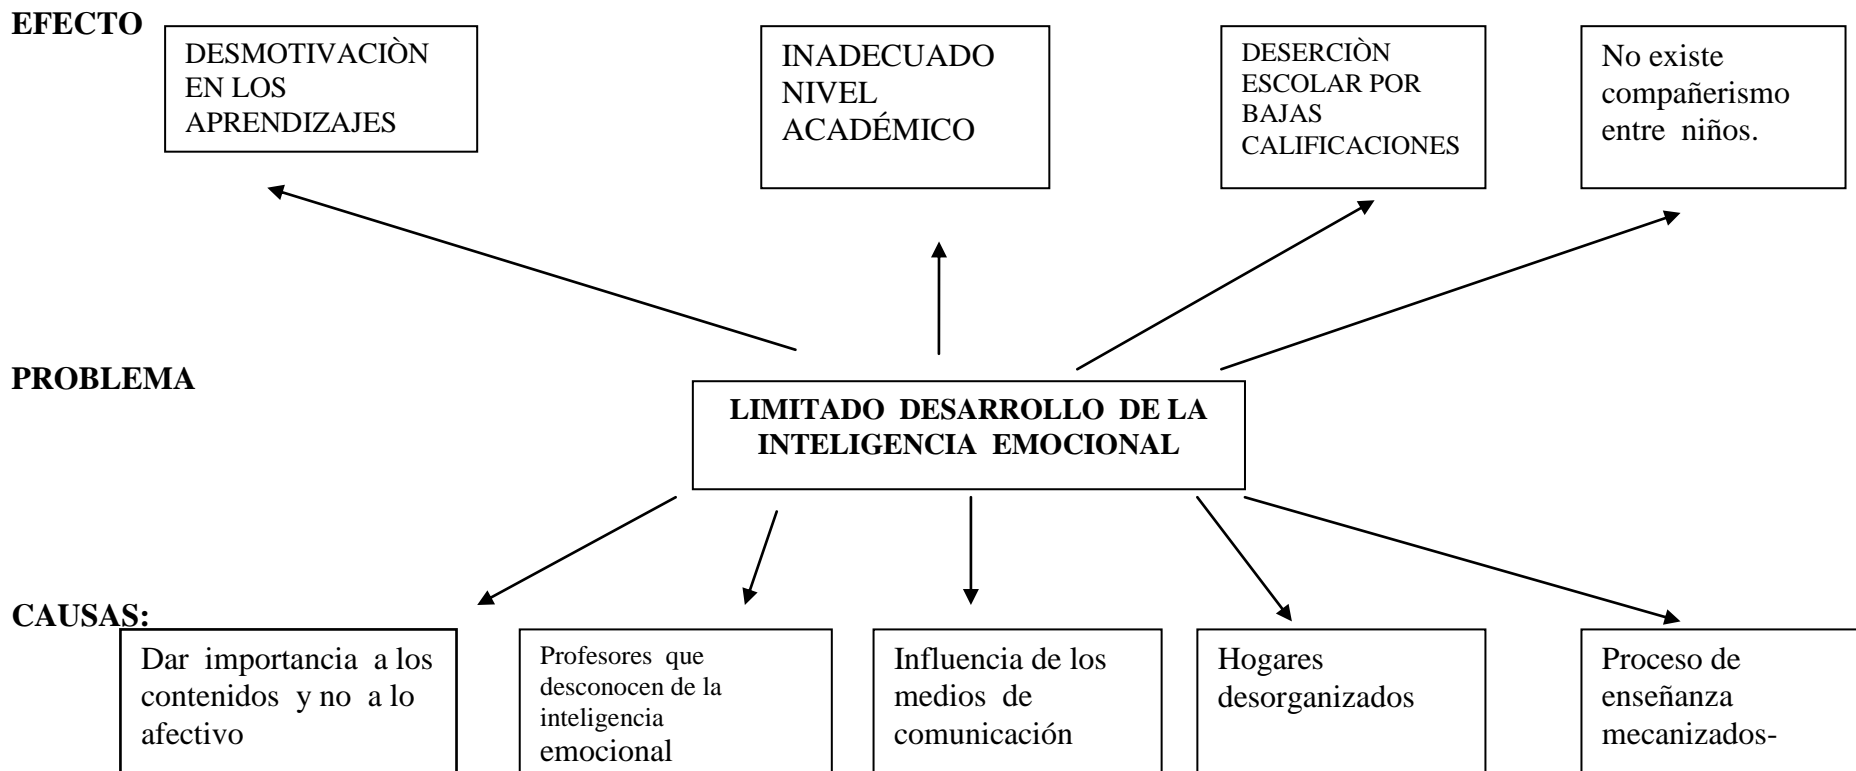 EFECTO
DESMOTIVACIÒN
EN LOS
APRENDIZAJES
INADECUADO
NIVEL
ACADÉMICO
DESERCIÒN
ESCOLAR POR
BAJAS
CALIFICACIONES
No existe
compañerismo
entre niños.
PROBLEMA
LIMITADO DESARROLLO DE LA
INTELIGENCIA EMOCIONAL
CAUSAS:
Dar importancia a los
contenidos y no a lo
afectivo
Profesores que
desconocen de la
inteligencia
emocional
Influencia de los
medios de
comunicación
Hogares
desorganizados
Proceso de
enseñanza
mecanizados-